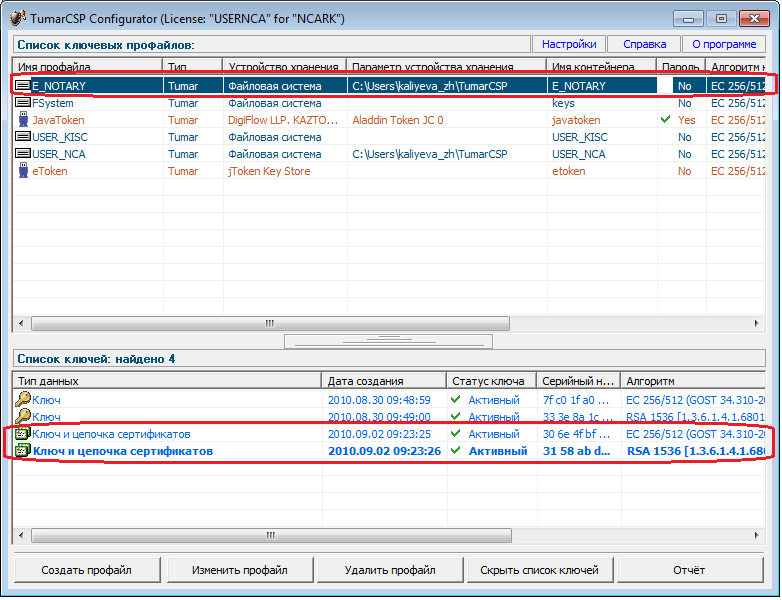 TumarCSP Configurator (License: "USERNCA" for "NCARK")
Список ключевых профайлов: Настройки Справка О программе
Имя профайла Тип Устройство хранения Параметр устройства хранения Имя контейнера Пароль Алгоритм
E_NOTARY Tumar Файловая система C:\Users\kaliyeva_zh\TumarCSP E_NOTARY No EC 256/512
FSystem Tumar Файловая система keys No EC 256/512
JavaToken Tumar DigiFlow LLP. KAZTO... Aladdin Token JC 0 javatoken Yes EC 256/512
USER_KISC Tumar Файловая система USER_KISC No EC 256/512
USER_NCA Tumar Файловая система C:\Users\kaliyeva_zh\TumarCSP USER_NCA No EC 256/512
eToken Tumar jToken Key Store etoken No EC 256/512
Список ключей: найдено 4
Тип данных Дата создания Статус ключа Серийный н... Алгоритм
Ключ 2010.08.30 09:48:59 Активный 7f c0 1f a0 ... EC 256/512 (GOST 34.310-20
Ключ 2010.08.30 09:49:00 Активный 33 3e 8a 1c ... RSA 1536 [1.3.6.1.4.1.6801
Ключ и цепочка сертификатов 2010.09.02 09:23:25 Активный 30 6e 4f bf ... EC 256/512 (GOST 34.310-20
Ключ и цепочка сертификатов 2010.09.02 09:23:26 Активный 31 58 ab d... RSA 1536 [1.3.6.1.4.1.680
Создать профайл Изменить профайл Удалить профайл Скрыть список ключей Отчёт